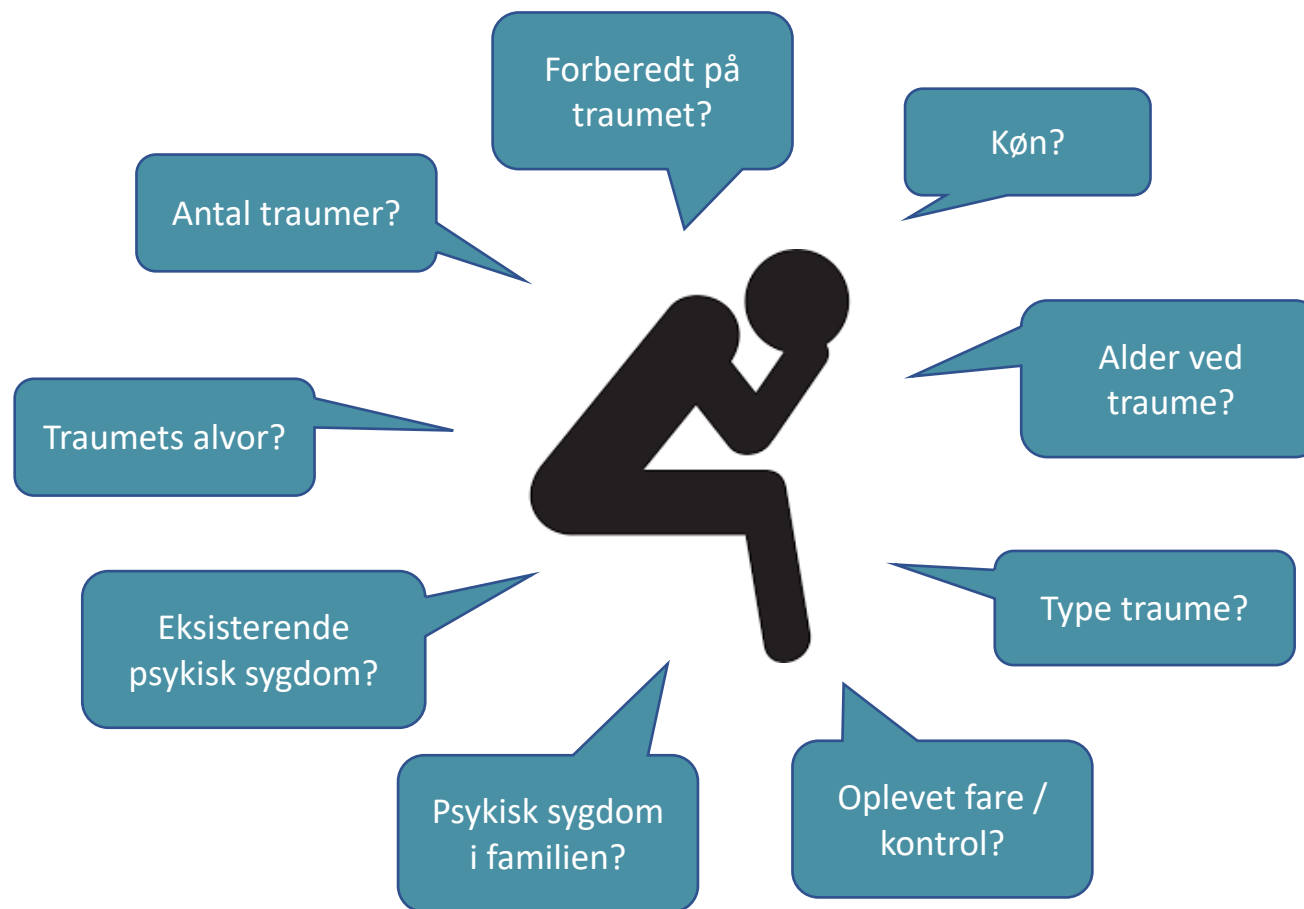 Forberedt på
traumet?
Køn?
Antal traumer?
Alder ved
traume?
Traumets alvor?
Type traume?
Eksisterende
psykisk sygdom?
Psykisk sygdom
i familien?
Oplevet fare /
kontrol?